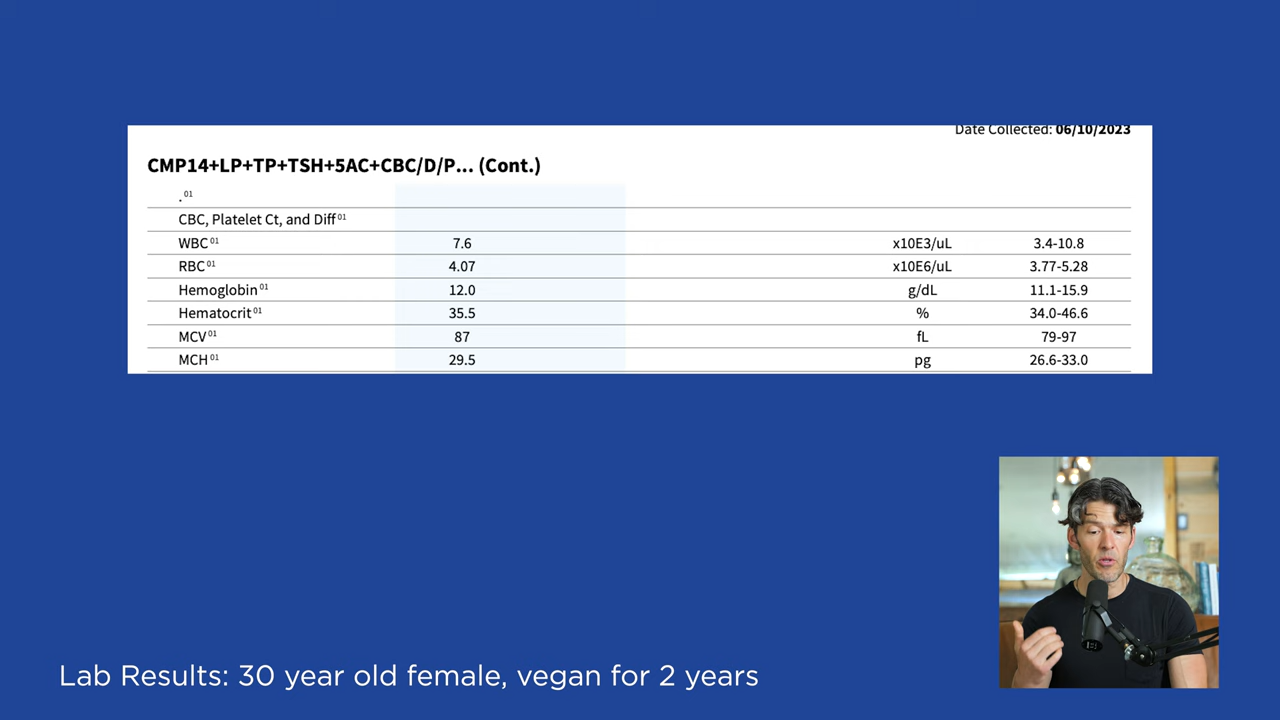 Date Collected: 06/10/2023
CMP14+LP+TP+TSH+5AC+CBC/D/P... (Cont.)
. 01
CBC, Platelet Ct, and Diff 01
WBC 01 7.6 x10E3/uL 3.4-10.8
RBC 01 4.07 x10E6/uL 3.77-5.28
Hemoglobin 01 12.0 g/dL 11.1-15.9
Hematocrit 01 35.5 % 34.0-46.6
MCV 01 87 fL 79-97
MCH 01 29.5 pg 26.6-33.0
Lab Results: 30 year old female, vegan for 2 years